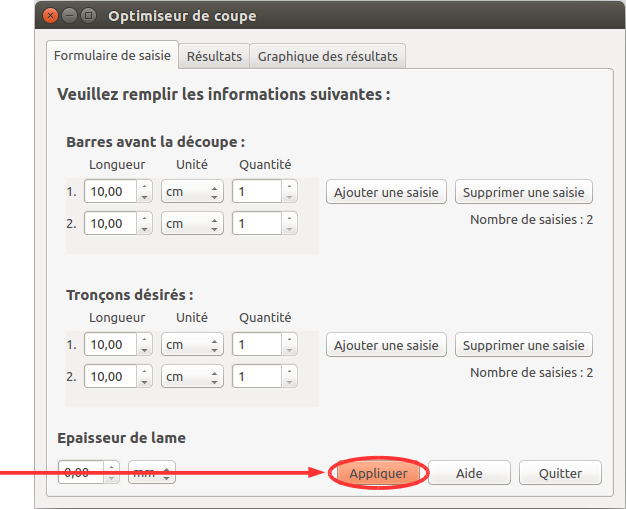 Optimiseur de coupe
Formulaire de saisie Résultats Graphique des résultats
Veuillez remplir les informations suivantes :
Barres avant la découpe :
Longueur Unité Quantité
1. 10,00 cm 1 Ajouter une saisie Supprimer une saisie
2. 10,00 cm 1 Nombre de saisies : 2
Tronçons désirés :
Longueur Unité Quantité
1. 10,00 cm 1 Ajouter une saisie Supprimer une saisie
2. 10,00 cm 1 Nombre de saisies : 2
Epaisseur de lame
0,00 mm Appliquer Aide Quitter